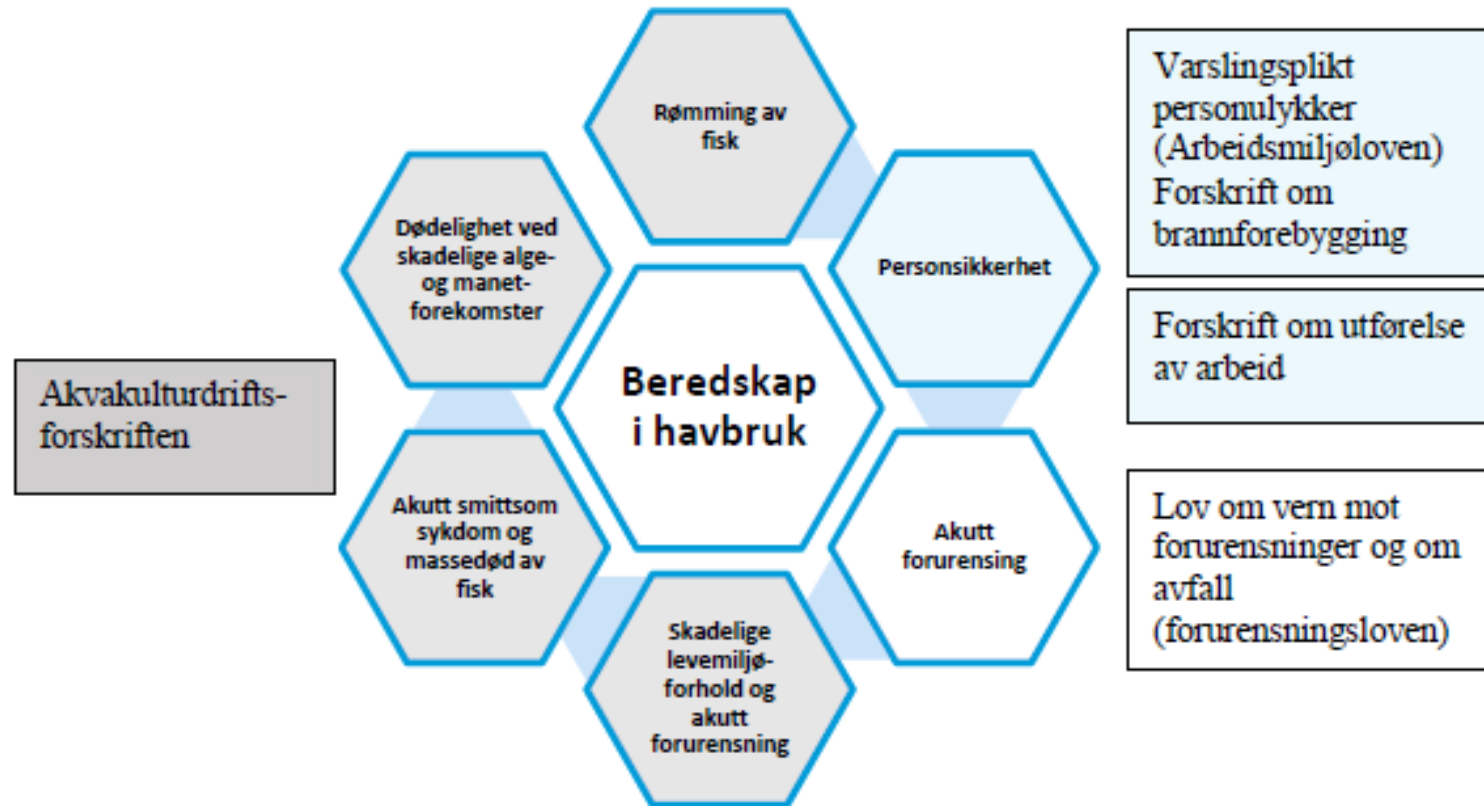 Rømming av
fisk
Dødelighet ved
skadelige alge-
og manet-
forekomster
Personsikkerhet
Beredskap
i havbruk
Akutt smittsom
sykdom og
massedød av
fisk
Akutt
forurensing
Skadelige
levemiljø-
forhold og
akutt
forurensning
Akvakulturdrifts-
forskriften
Varslingsplikt
personulykker
(Arbeidsmiljøloven)
Forskrift om
brannforebygging
Forskrift om utførelse
av arbeid
Lov om vern mot
forurensninger og om
avfall
(forurensningsloven)